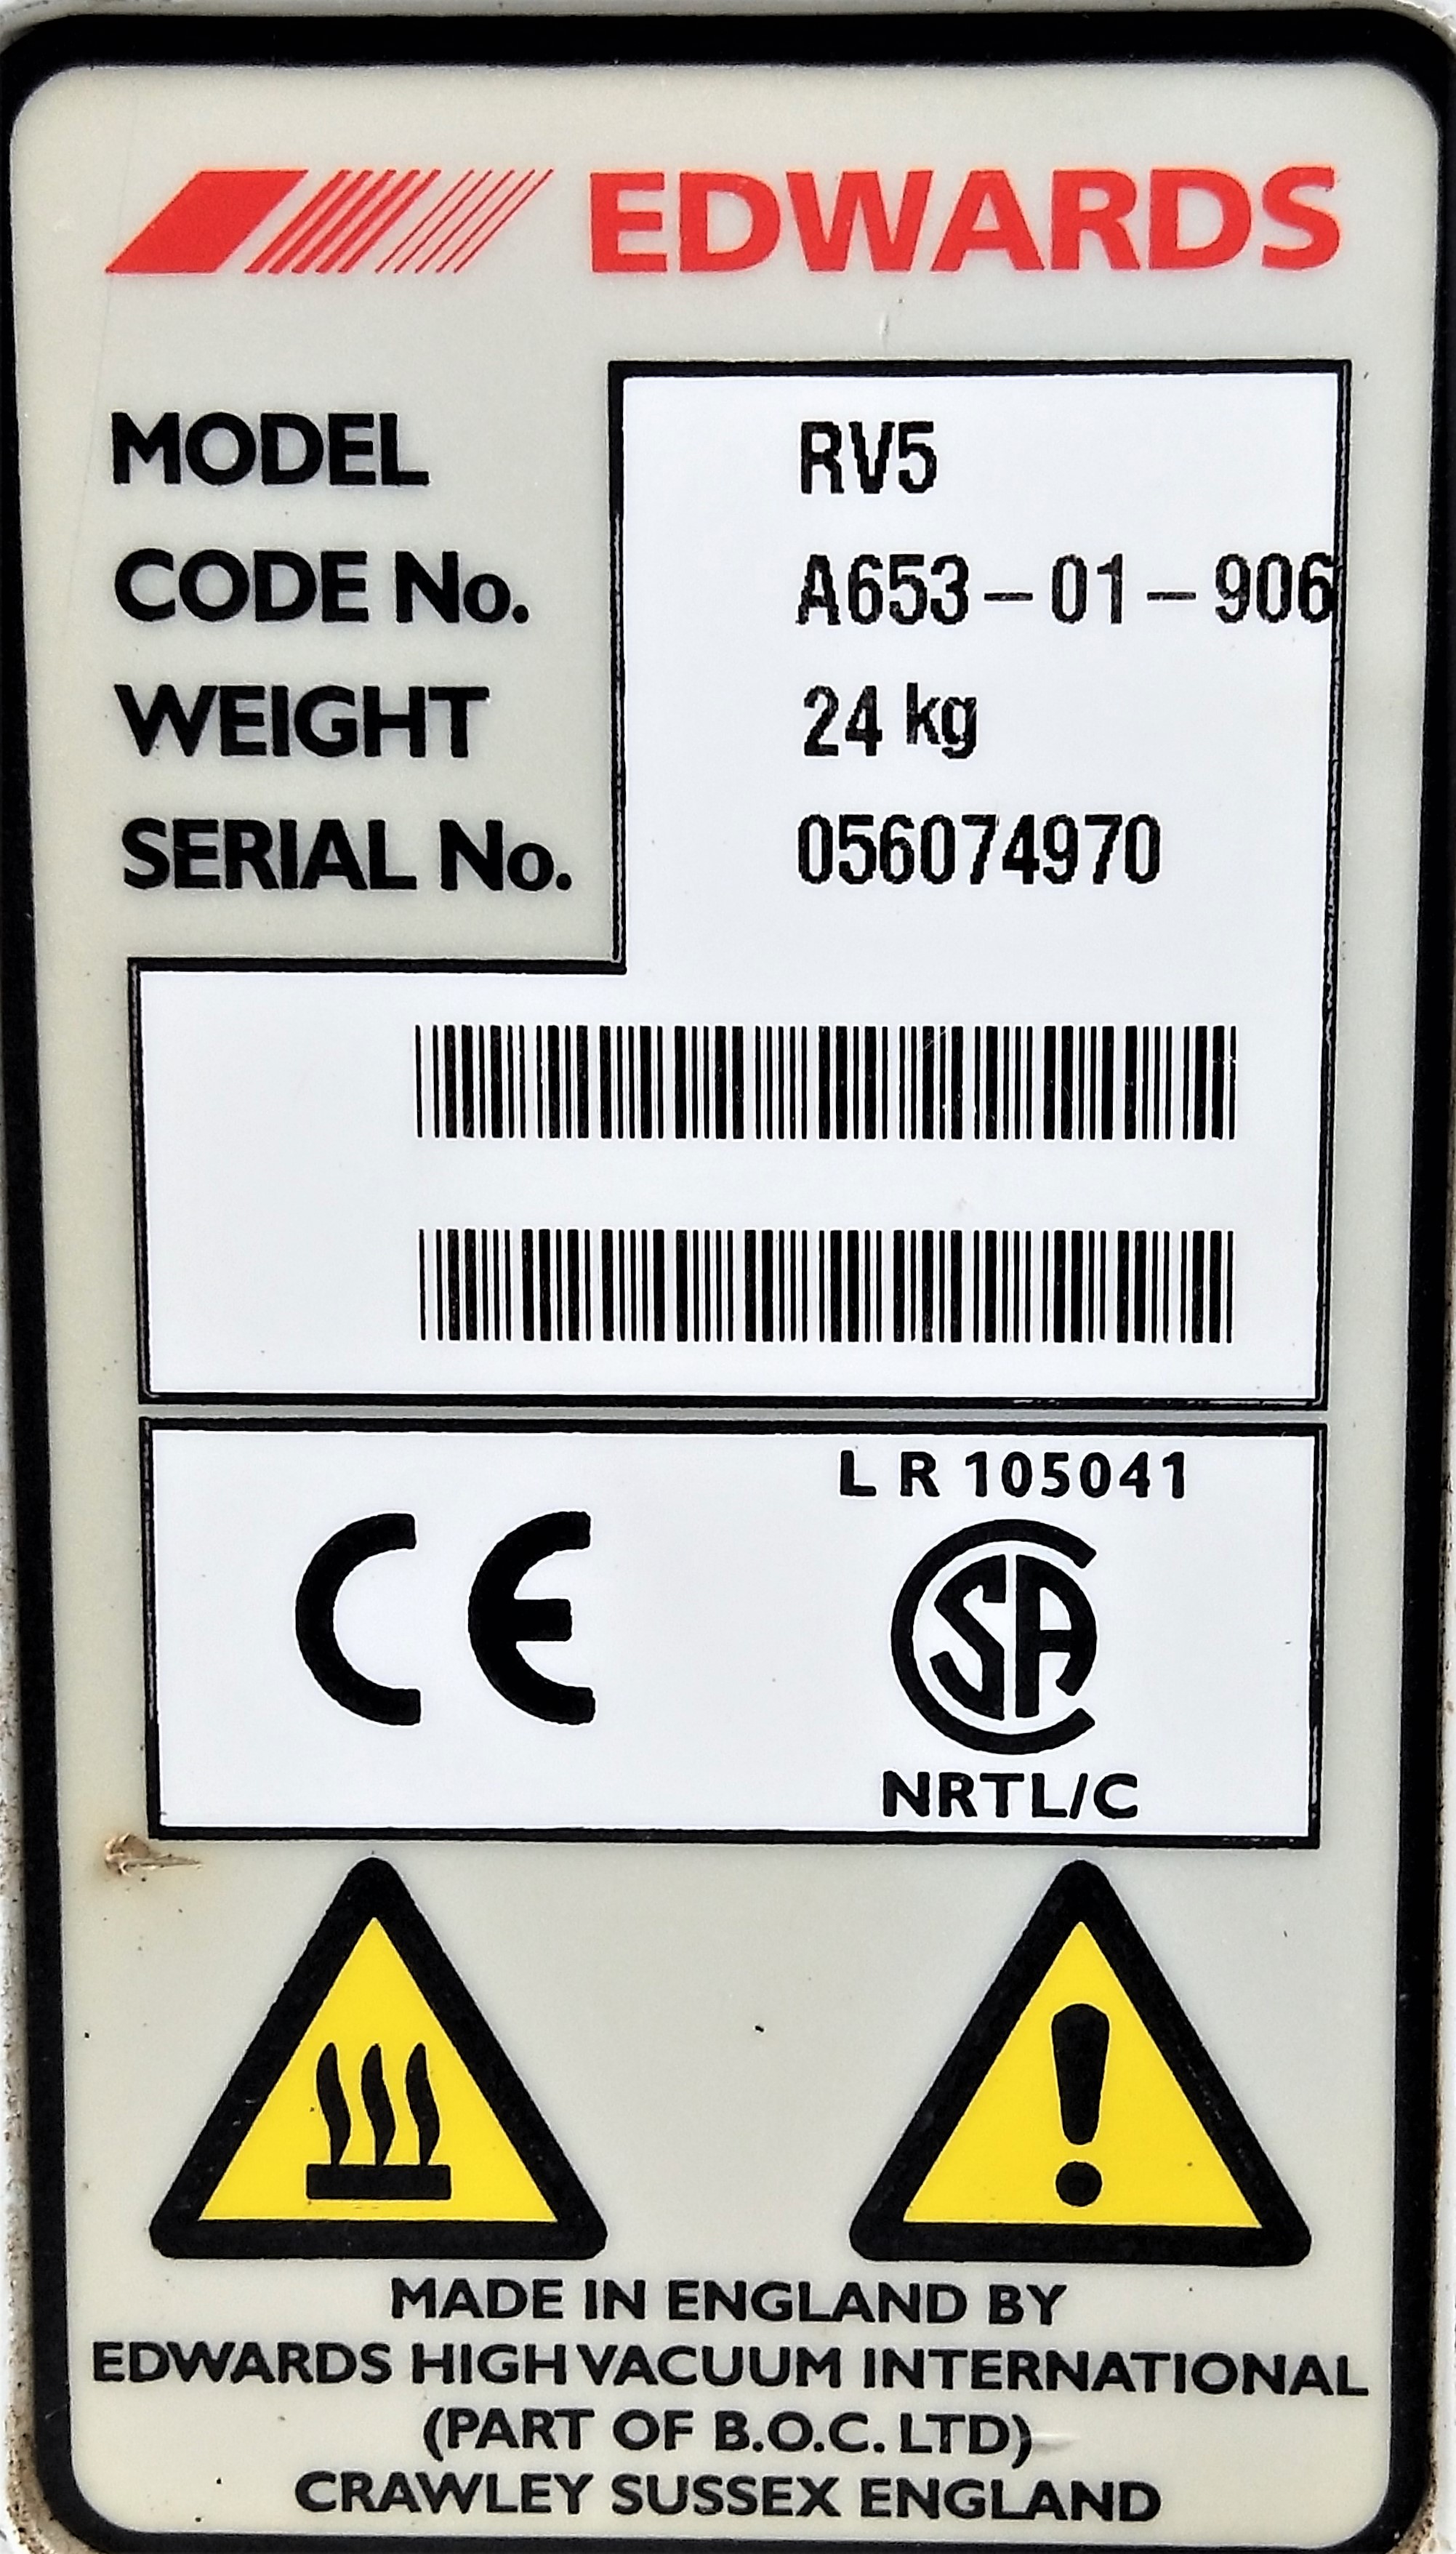 EDWARDS
MODEL RV5
CODE No. A653-01-906
WEIGHT 24 kg
SERIAL No. 056074970
L R 105041
CE
CSA
NRTL/C
MADE IN ENGLAND BY
EDWARDS HIGH VACUUM INTERNATIONAL
(PART OF B.O.C. LTD)
CRAWLEY SUSSEX ENGLAND